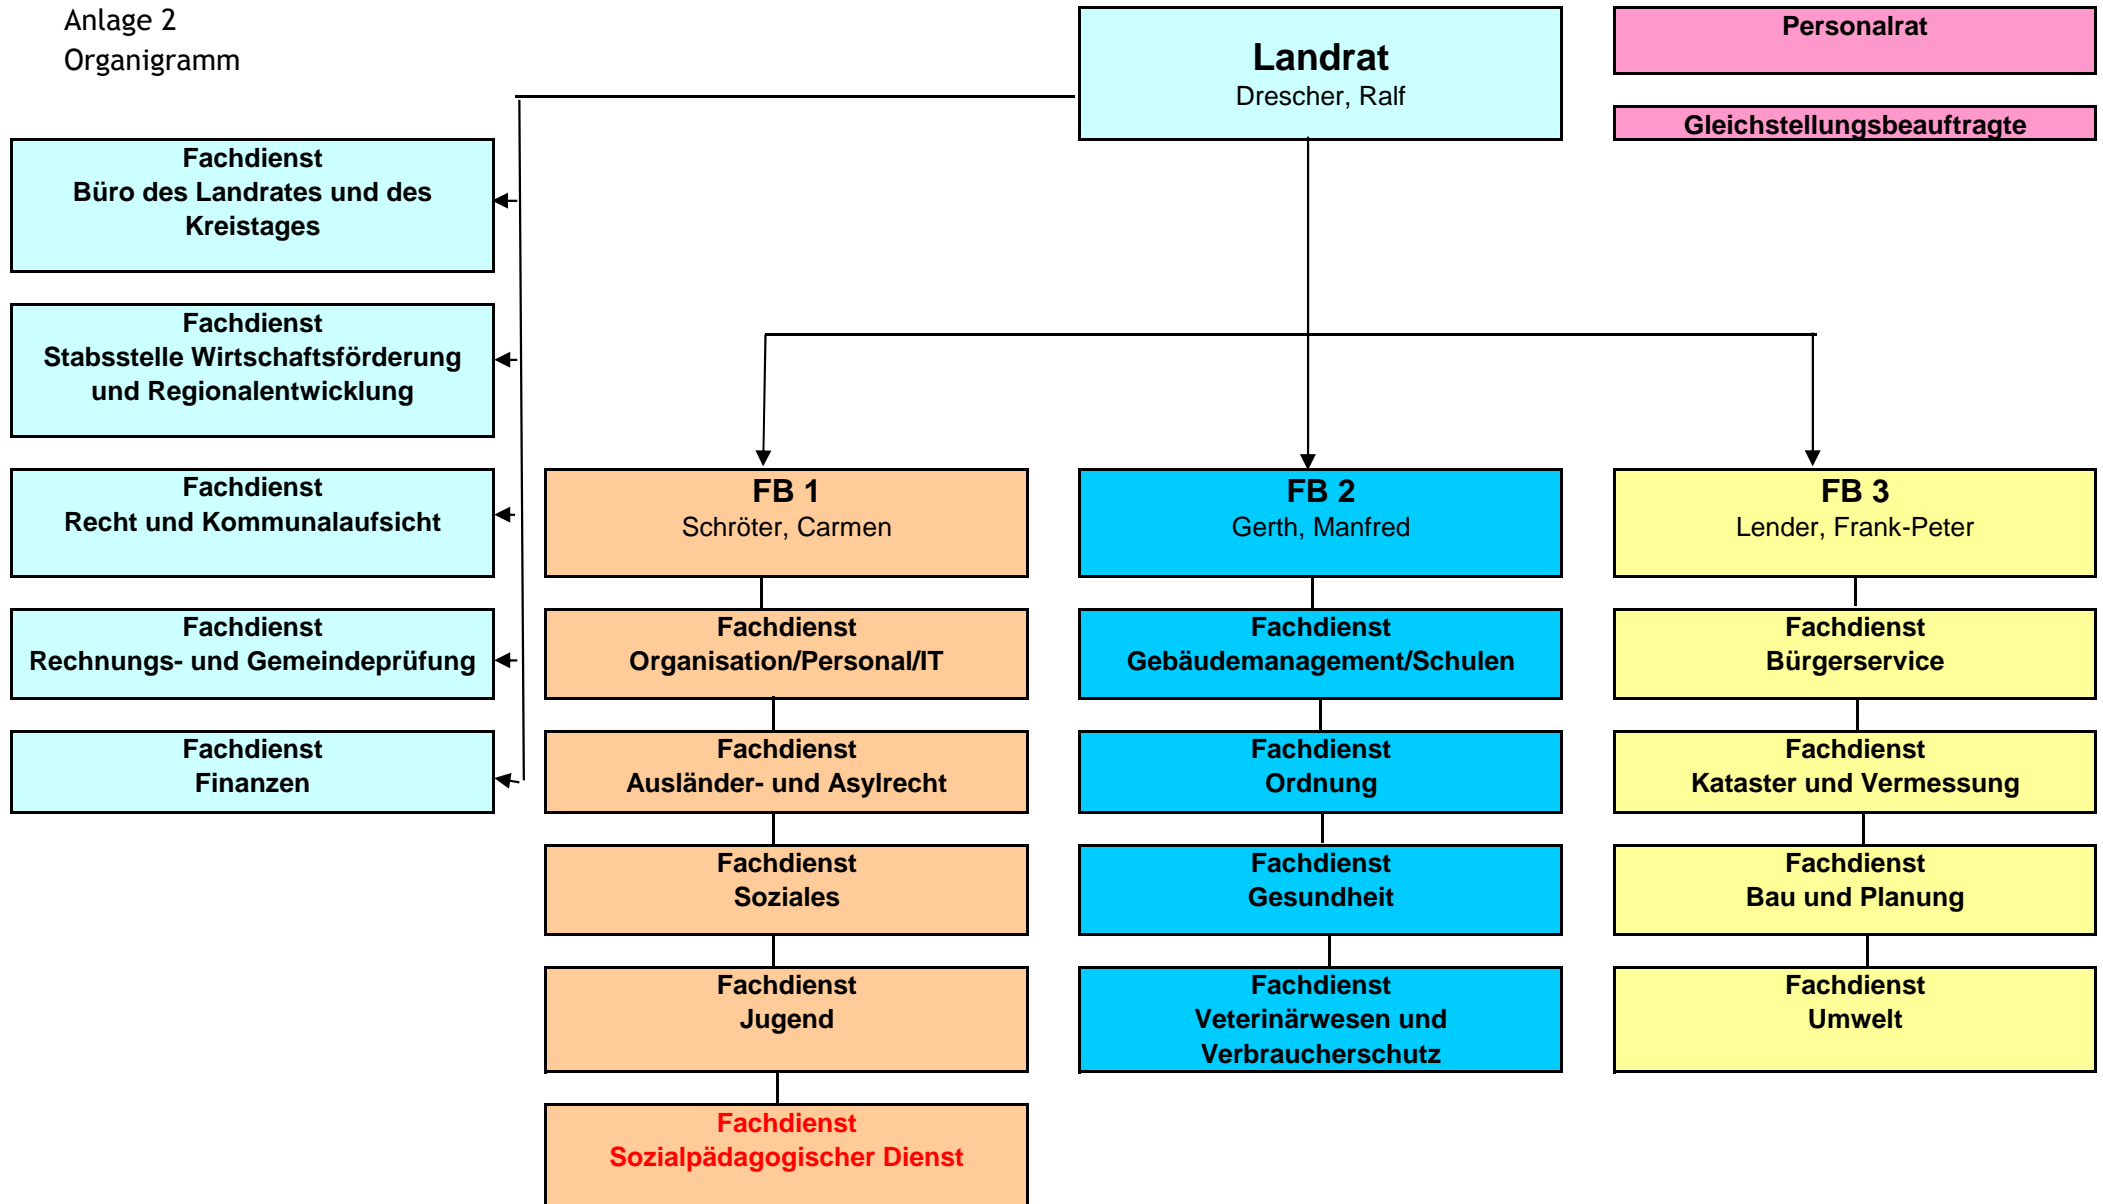 Anlage 2
Organigramm
Landrat
Drescher, Ralf
Personalrat
Gleichstellungsbeauftragte
Fachdienst
Büro des Landrates und des
Kreistages
Fachdienst
Stabsstelle Wirtschaftsförderung
und Regionalentwicklung
Fachdienst
Recht und Kommunalaufsicht
Fachdienst
Rechnungs- und Gemeindeprüfung
Fachdienst
Finanzen
FB 1
Schröter, Carmen
Fachdienst
Organisation/Personal/IT
Fachdienst
Ausländer- und Asylrecht
Fachdienst
Soziales
Fachdienst
Jugend
Fachdienst
Sozialpädagogischer Dienst
FB 2
Gerth, Manfred
Fachdienst
Gebäudemanagement/Schulen
Fachdienst
Ordnung
Fachdienst
Gesundheit
Fachdienst
Veterinärwesen und
Verbraucherschutz
FB 3
Lender, Frank-Peter
Fachdienst
Bürgerservice
Fachdienst
Kataster und Vermessung
Fachdienst
Bau und Planung
Fachdienst
Umwelt